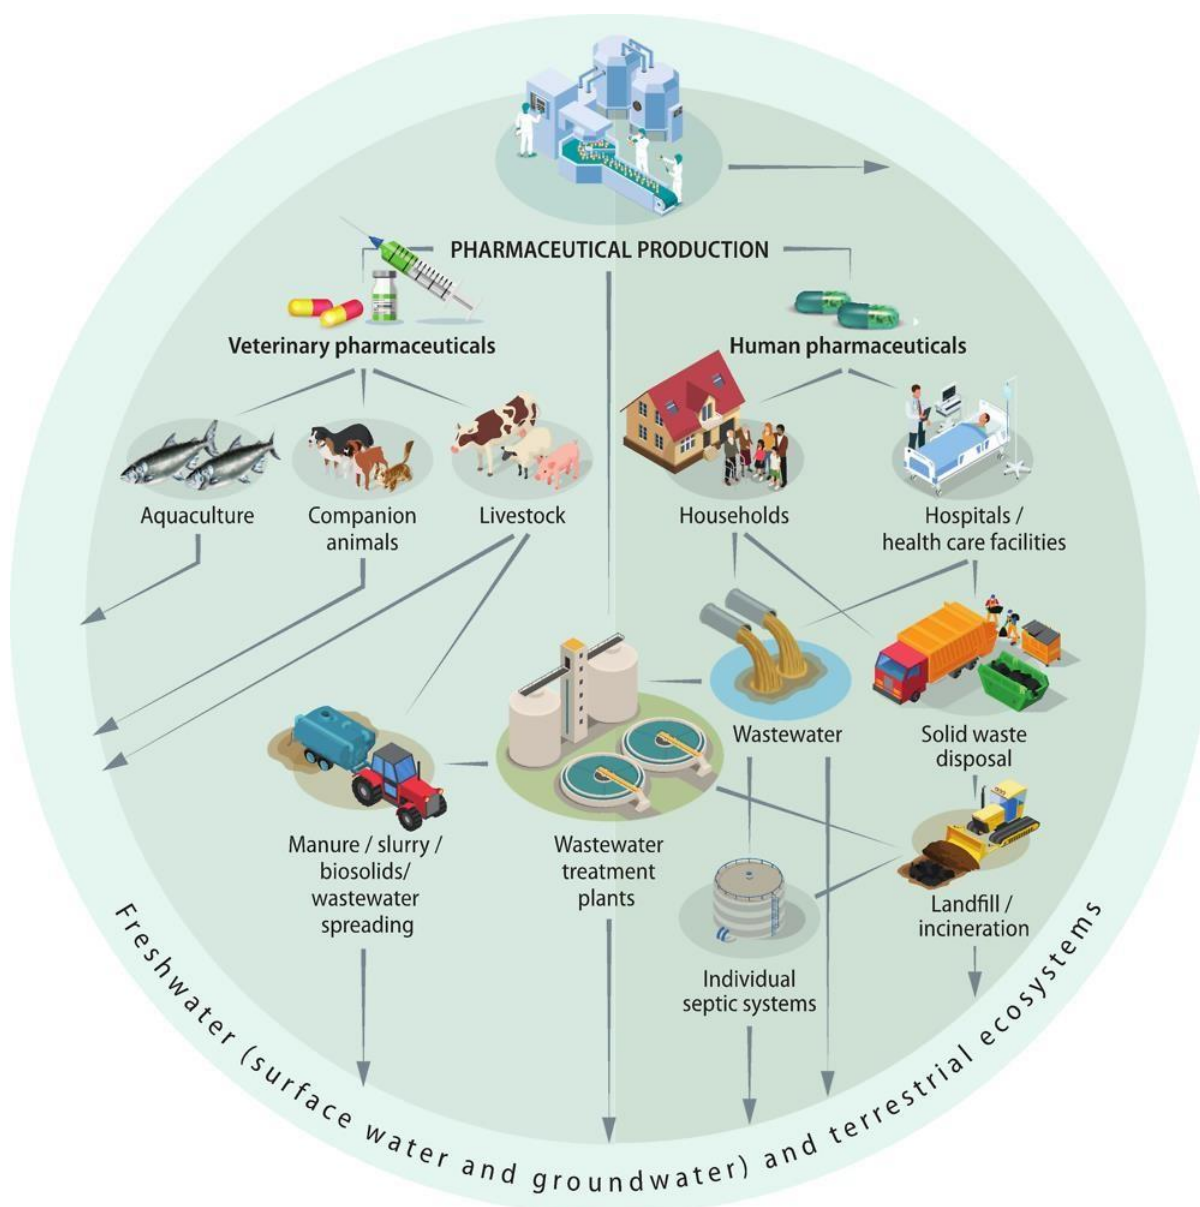 PHARMACEUTICAL PRODUCTION
Veterinary pharmaceuticals
Human pharmaceuticals
Aquaculture
Companion
animals
Livestock
Households
Hospitals /
health care facilities
Wastewater
Solid waste
disposal
Manure / slurry /
biosolids/
wastewater
spreading
Wastewater
treatment
plants
Landfill /
incineration
Individual
septic systems
Freshwater (surface water and groundwater) and terrestrial ecosystems